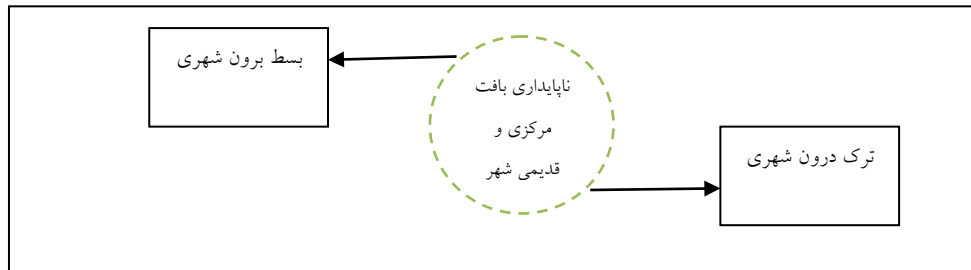 بسط برون شهری
ناپایداری بافت
مرکزی و
قدیمی شهر
ترک درون شهری